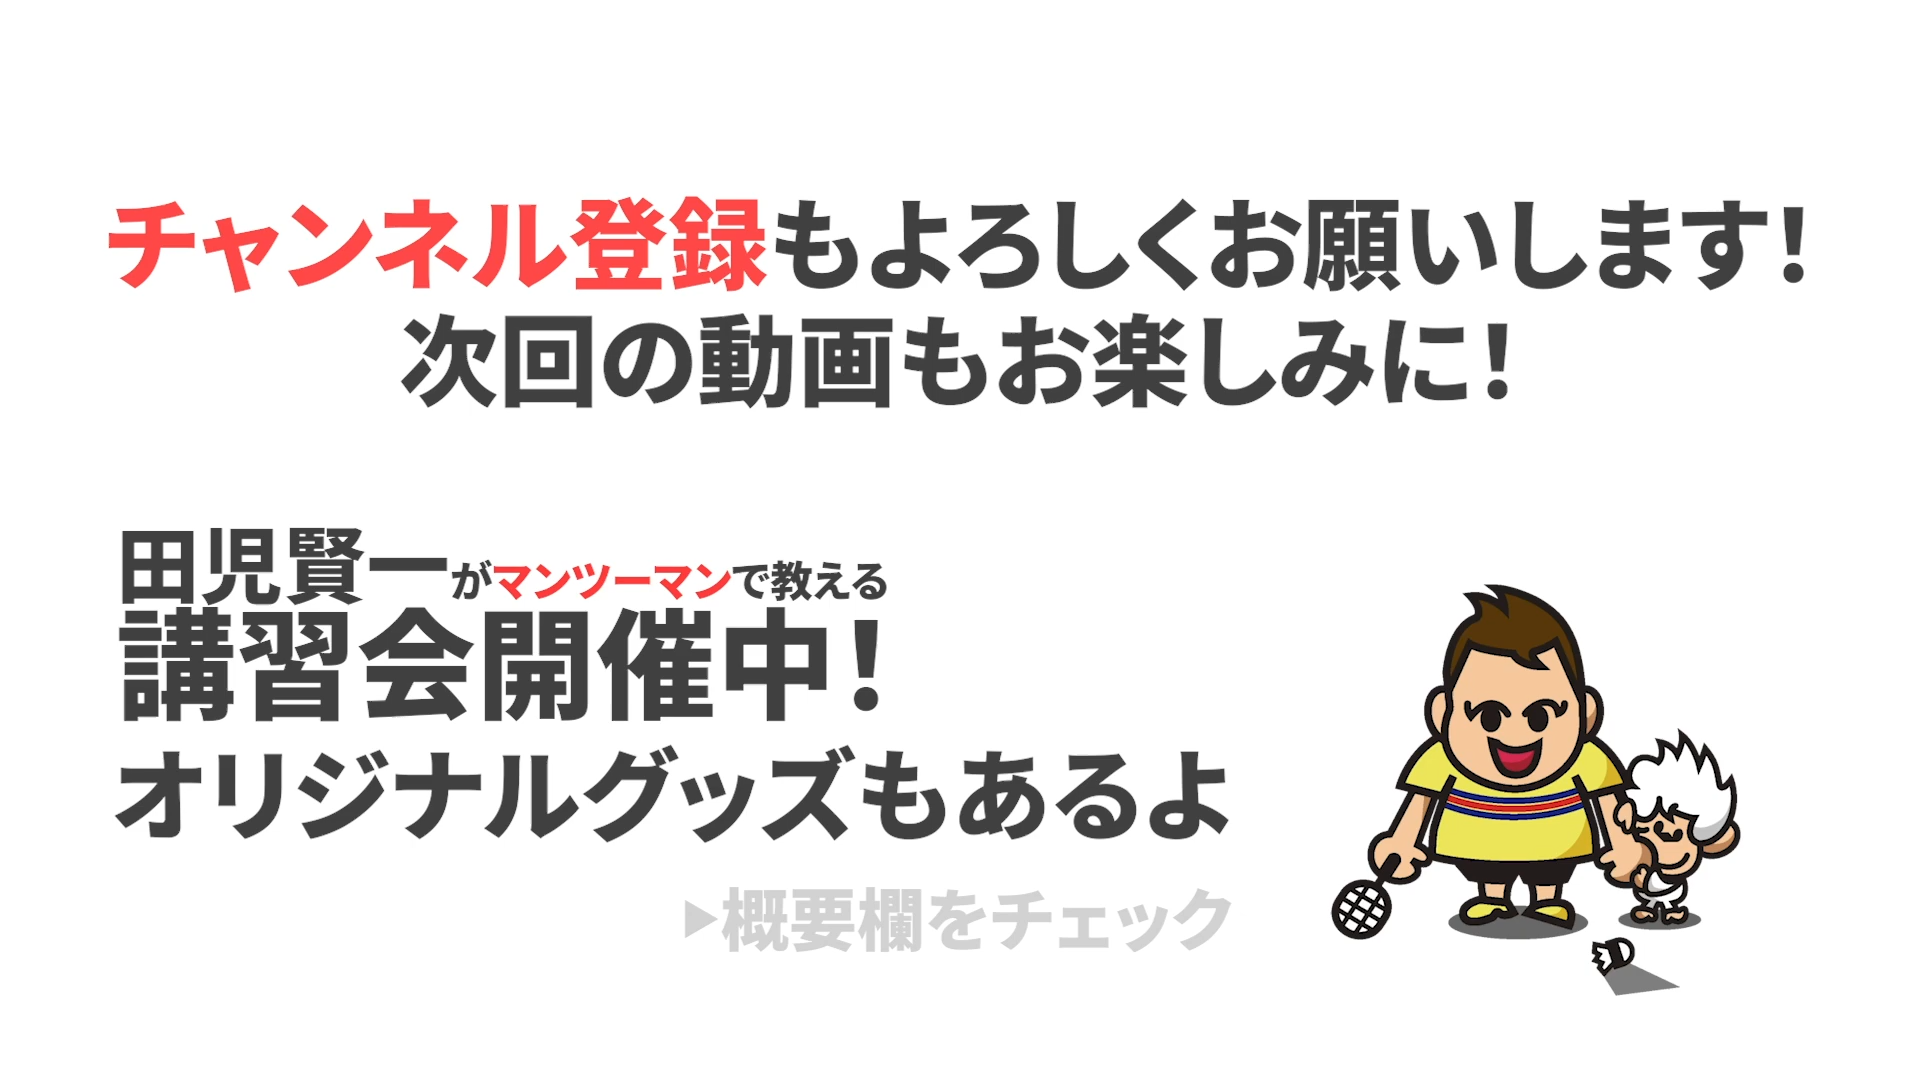 チャンネル登録もよろしくお願いします!
次回の動画もお楽しみに!
田児賢一がマンツーマンで教える
講習会開催中!
オリジナルグッズもあるよ
▶概要欄をチェック